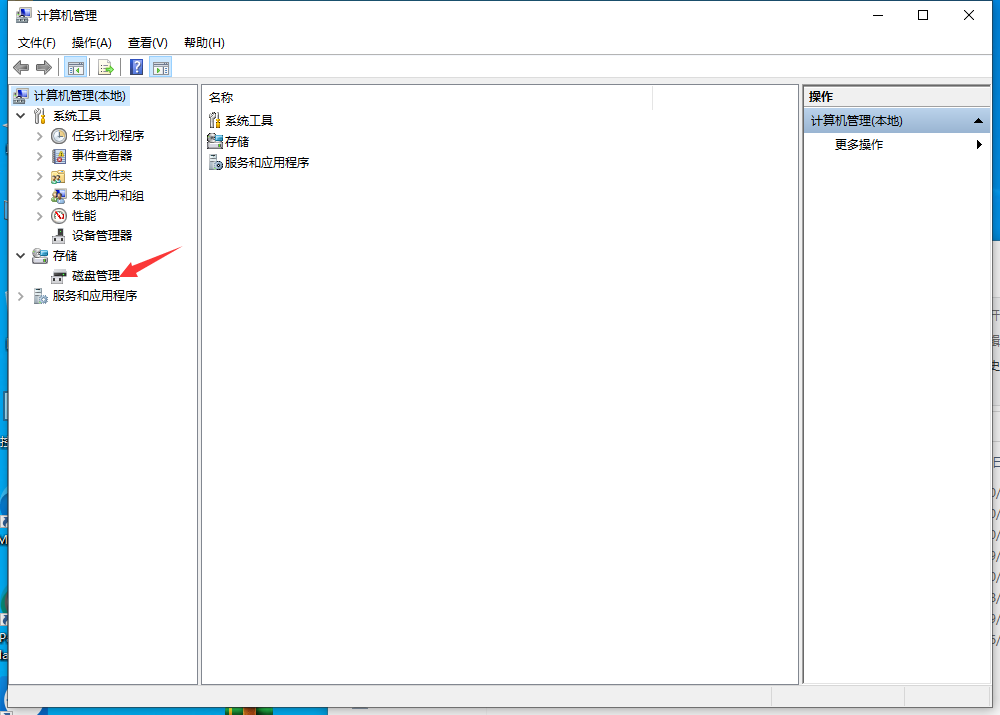 计算机管理
文件(F) 操作(A) 查看(V) 帮助(H)
计算机管理(本地)
系统工具
任务计划程序
事件查看器
共享文件夹
本地用户和组
性能
设备管理器
存储
磁盘管理
服务和应用程序
名称
系统工具
存储
服务和应用程序
操作
计算机管理(本地)
更多操作